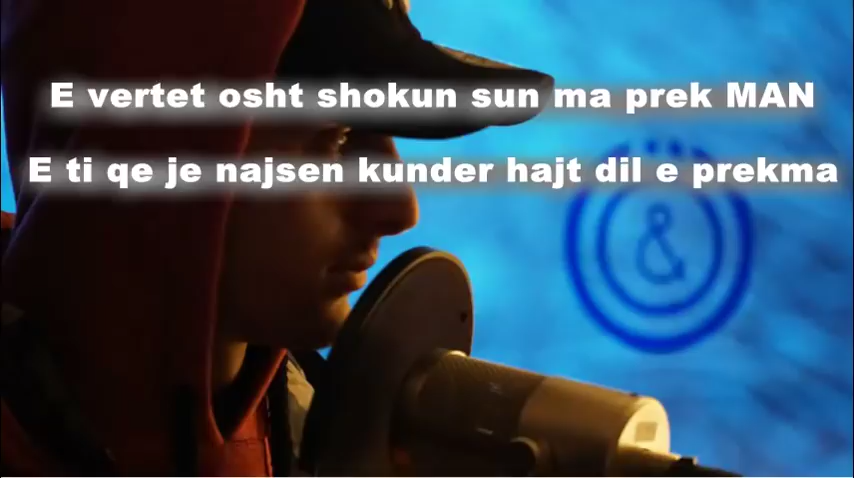 E vertet osht shokun sun ma prek MAN
E ti qe je najsen kunder hajt dil e prekma
&